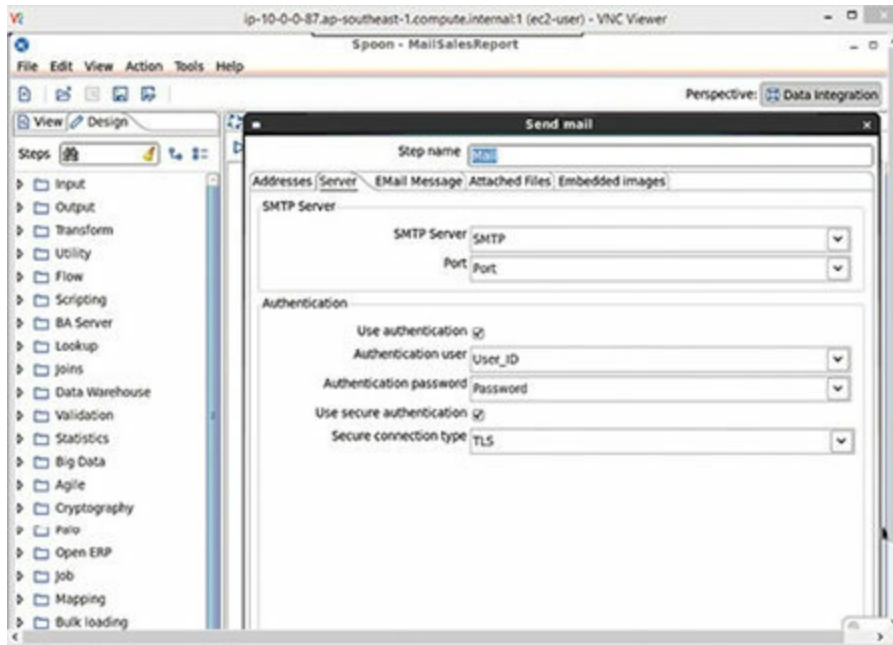 ip-10-0-0-87.ap-southeast-1.compute.internal:1 (ec2-user) - VNC Viewer
Spoon - MailSalesReport
File Edit View Action Tools Help
Perspective: Data Integration
View Design
Steps
Input
Output
Transform
Utility
Flow
Scripting
BA Server
Lookup
Joins
Data Warehouse
Validation
Statistics
Big Data
Agile
Cryptography
Palo
Open ERP
Job
Mapping
Bulk loading
Send mail
Step name Mail
Addresses Server EMail Message Attached Files Embedded images
SMTP Server
SMTP Server SMTP
Port Port
Authentication
Use authentication
Authentication user User_ID
Authentication password Password
Use secure authentication
Secure connection type TLS